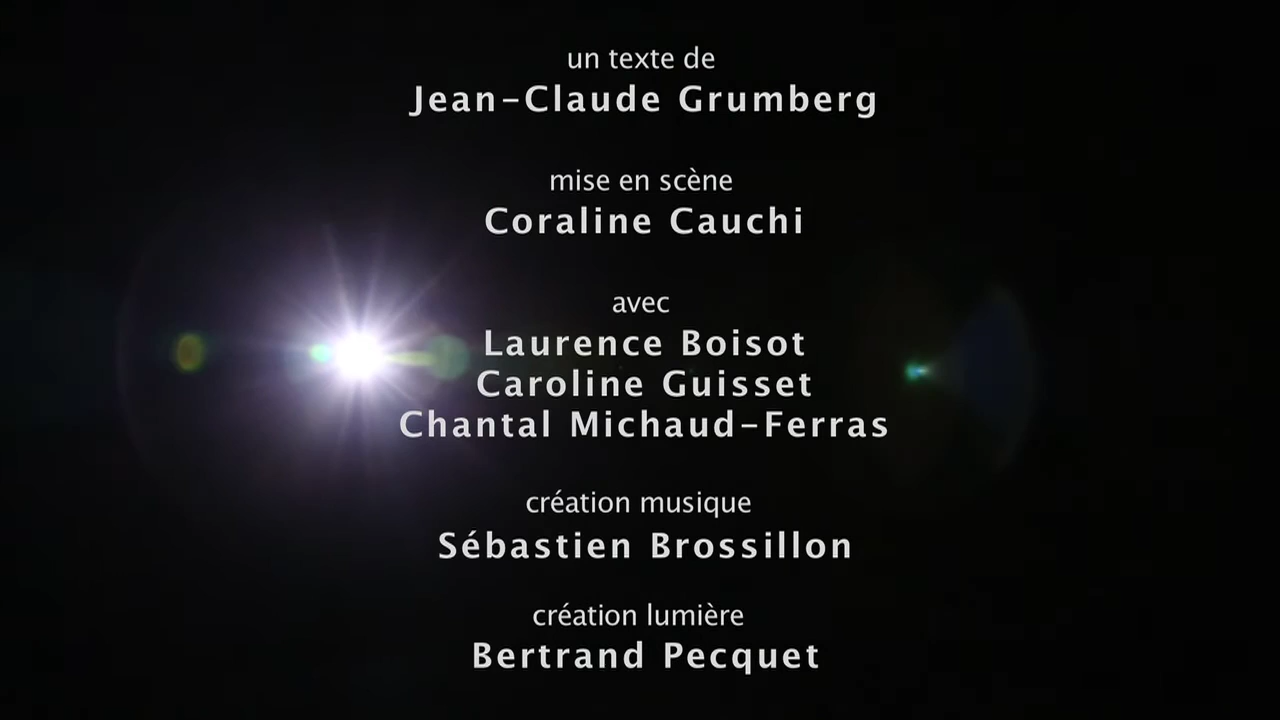 un texte de
Jean-Claude Grumberg
mise en scène
Coraline Cauchi
avec
Laurence Boisot
Caroline Guisset
Chantal Michaud-Ferras
création musique
Sébastien Brossillon
création lumière
Bertrand Pecquet